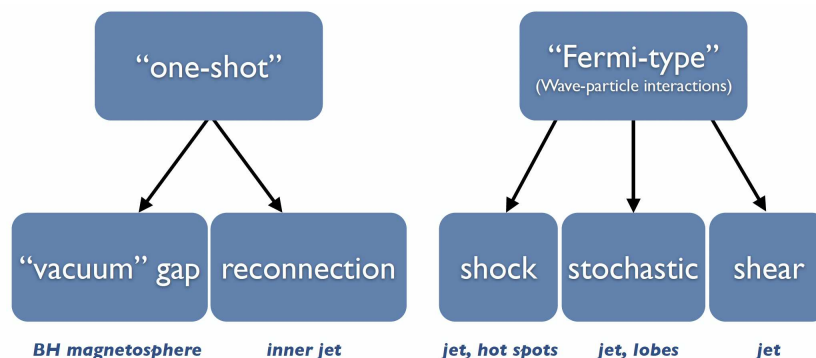 “one-shot”
“Fermi-type”
(Wave-particle interactions)
“vacuum” gap
reconnection
shock
stochastic
shear
BH magnetosphere
inner jet
jet, hot spots
jet, lobes
jet